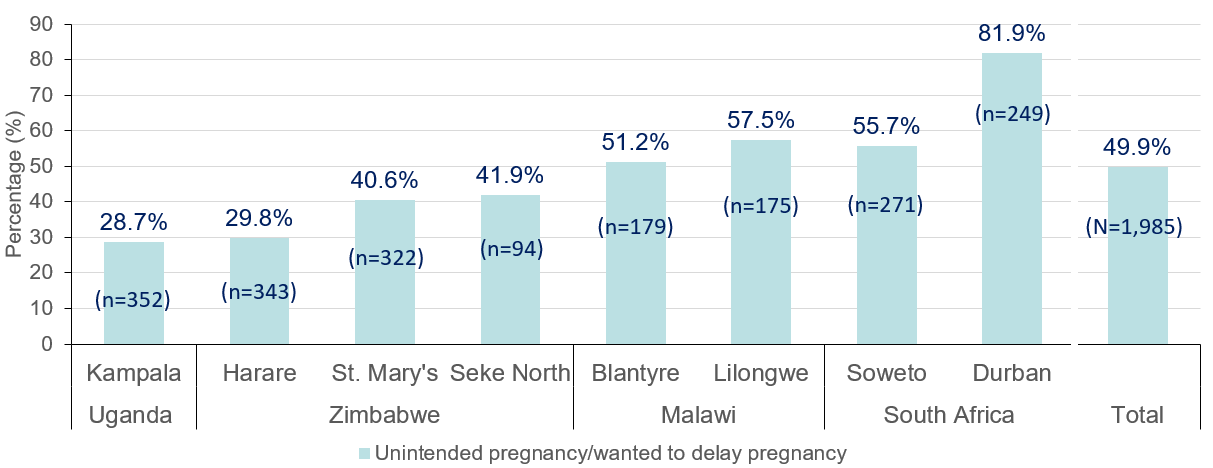 Percentage (%)
90
80
70
60
50
40
30
20
10
0
28.7%
(n=352)
29.8%
(n=343)
40.6%
(n=322)
41.9%
(n=94)
51.2%
(n=179)
57.5%
(n=175)
55.7%
(n=271)
81.9%
(n=249)
49.9%
(N=1,985)
Kampala Harare St. Mary's Seke North Blantyre Lilongwe Soweto Durban
Uganda Zimbabwe Malawi South Africa Total
Unintended pregnancy/wanted to delay pregnancy